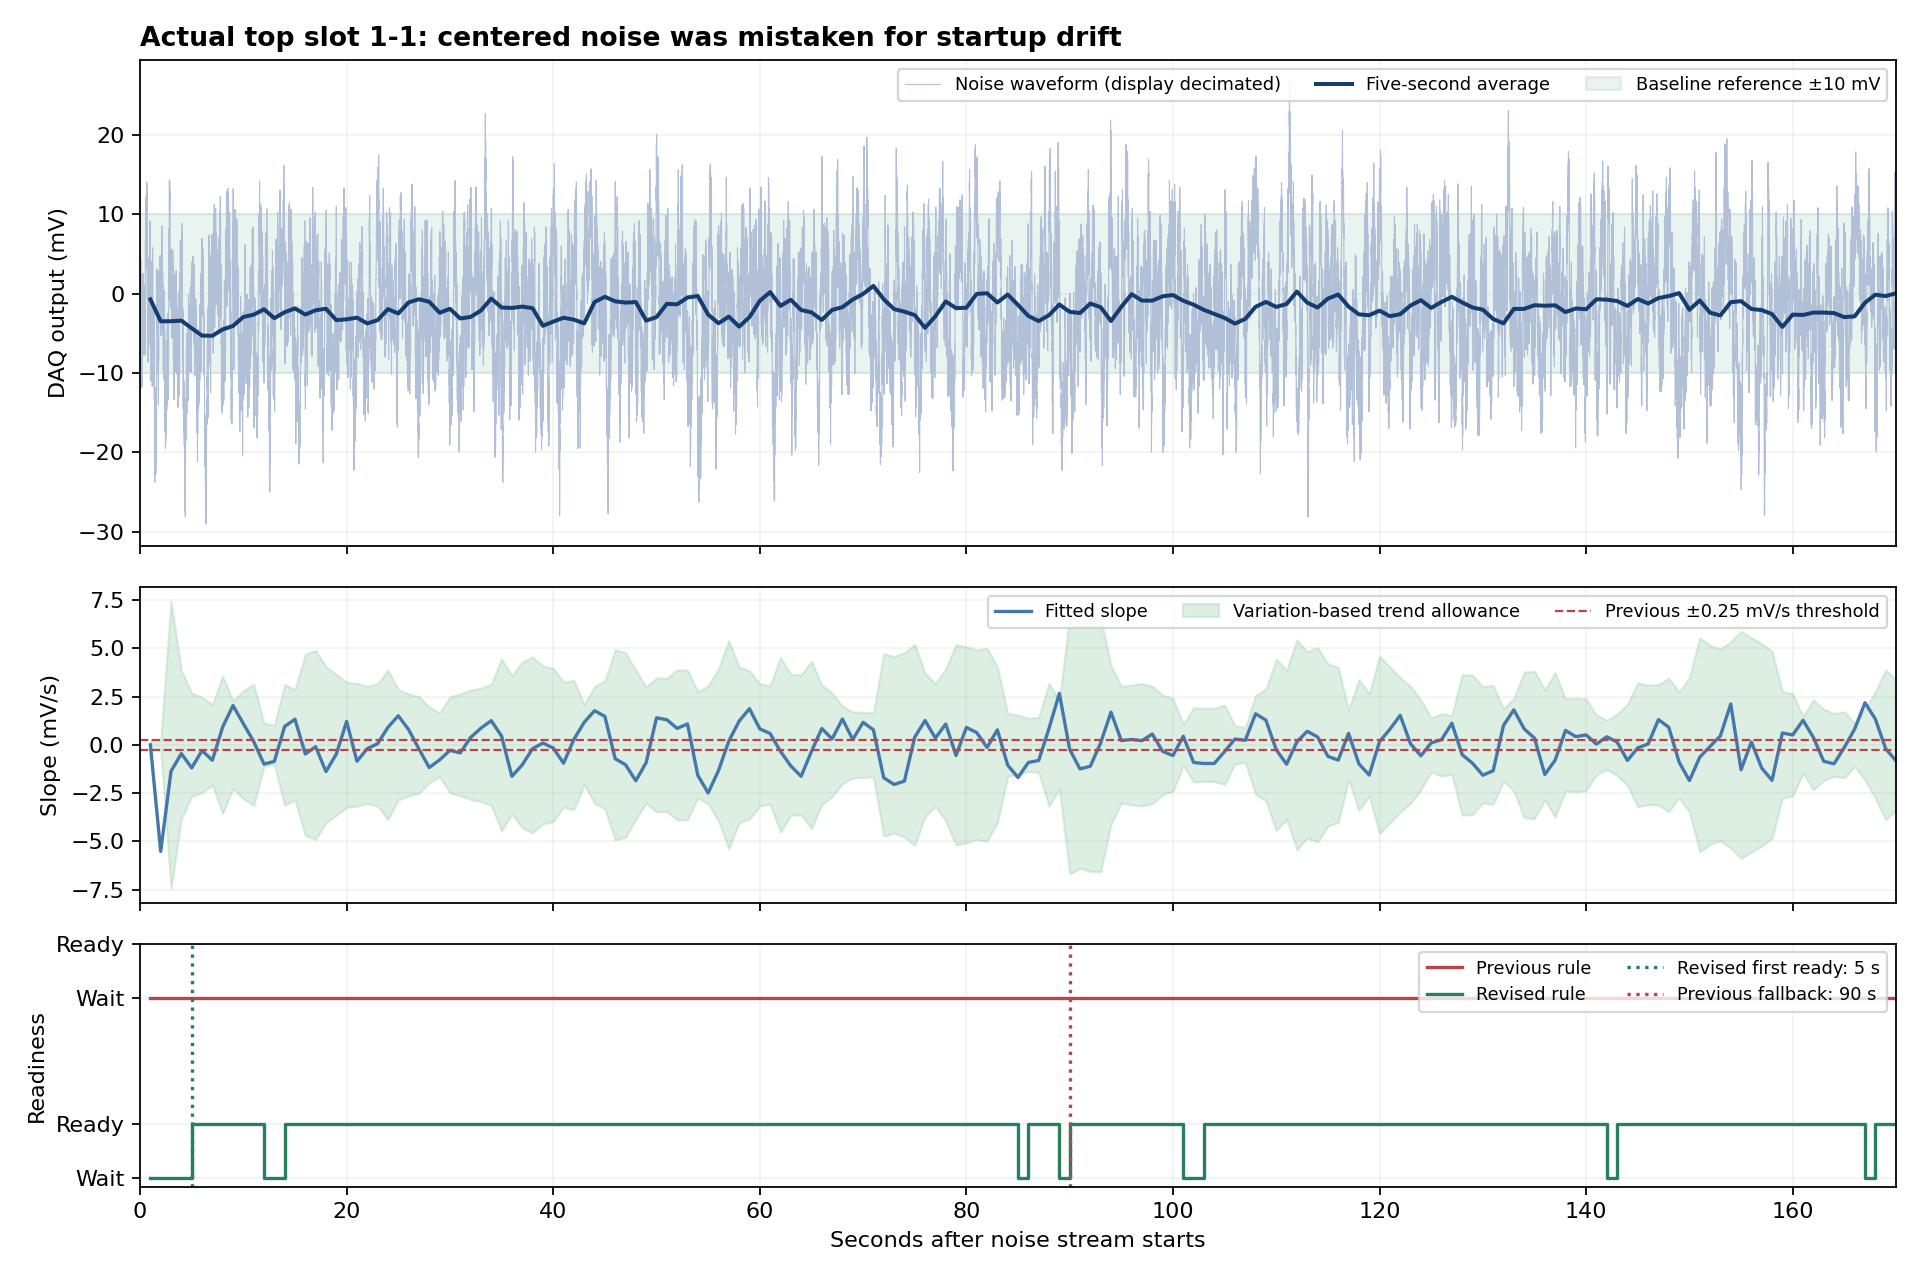 Actual top slot 1-1: centered noise was mistaken for startup drift
Noise waveform (display decimated) Five-second average Baseline reference ±10 mV
20
10
0
−10
−20
−30
DAQ output (mV)
Fitted slope Variation-based trend allowance Previous ±0.25 mV/s threshold
7.5
5.0
2.5
0.0
−2.5
−5.0
−7.5
Slope (mV/s)
Previous rule Revised first ready: 5 s
Revised rule Previous fallback: 90 s
Ready
Wait
Ready
Wait
Readiness
0 20 40 60 80 100 120 140 160
Seconds after noise stream starts